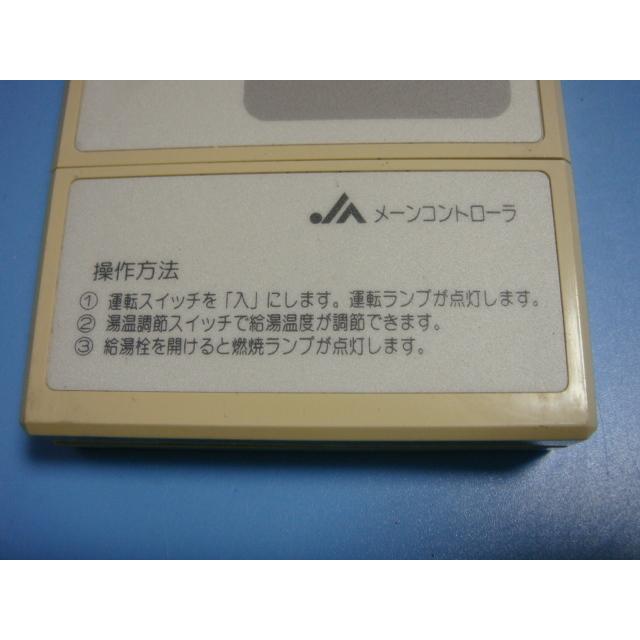 JA メーンコントローラ
操作方法
① 運転スイッチを「入」にします。運転ランプが点灯します。
② 湯温調節スイッチで給湯温度が調節できます。
③ 給湯栓を開けると燃焼ランプが点灯します。